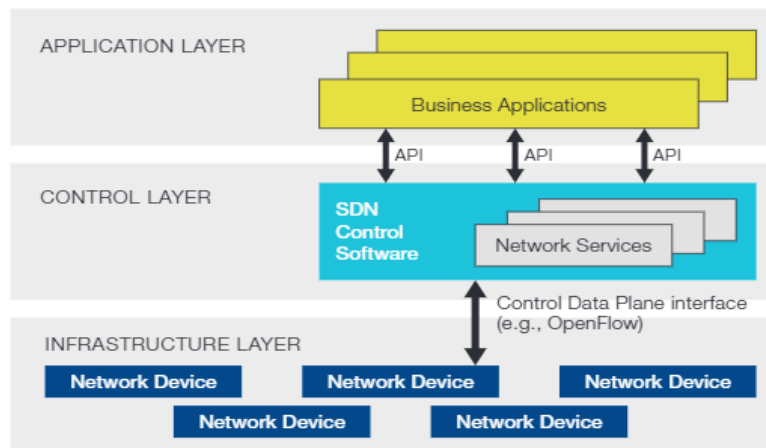 APPLICATION LAYER
Business Applications
API API API
CONTROL LAYER
SDN
Control
Software
Network Services
Control Data Plane interface
(e.g., OpenFlow)
INFRASTRUCTURE LAYER
Network Device Network Device Network Device
Network Device Network Device